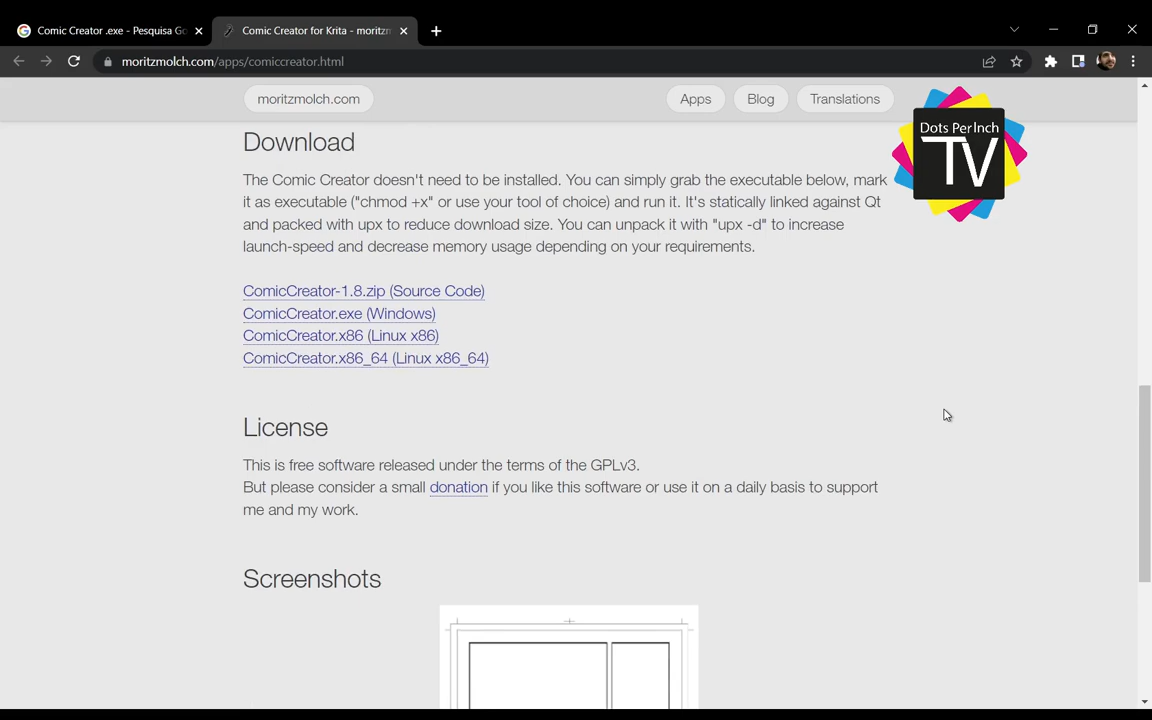 Comic Creator .exe - Pesquisa Go
Comic Creator for Krita - moritzm
moritzmolch.com/apps/comiccreator.html
moritzmolch.com
Apps
Blog
Translations
Dots PerInch
TV
Download
The Comic Creator doesn't need to be installed. You can simply grab the executable below, mark
it as executable ("chmod +x" or use your tool of choice) and run it. It's statically linked against Qt
and packed with upx to reduce download size. You can unpack it with "upx -d" to increase
launch-speed and decrease memory usage depending on your requirements.
ComicCreator-1.8.zip (Source Code)
ComicCreator.exe (Windows)
ComicCreator.x86 (Linux x86)
ComicCreator.x86_64 (Linux x86_64)
License
This is free software released under the terms of the GPLv3.
But please consider a small donation if you like this software or use it on a daily basis to support
me and my work.
Screenshots